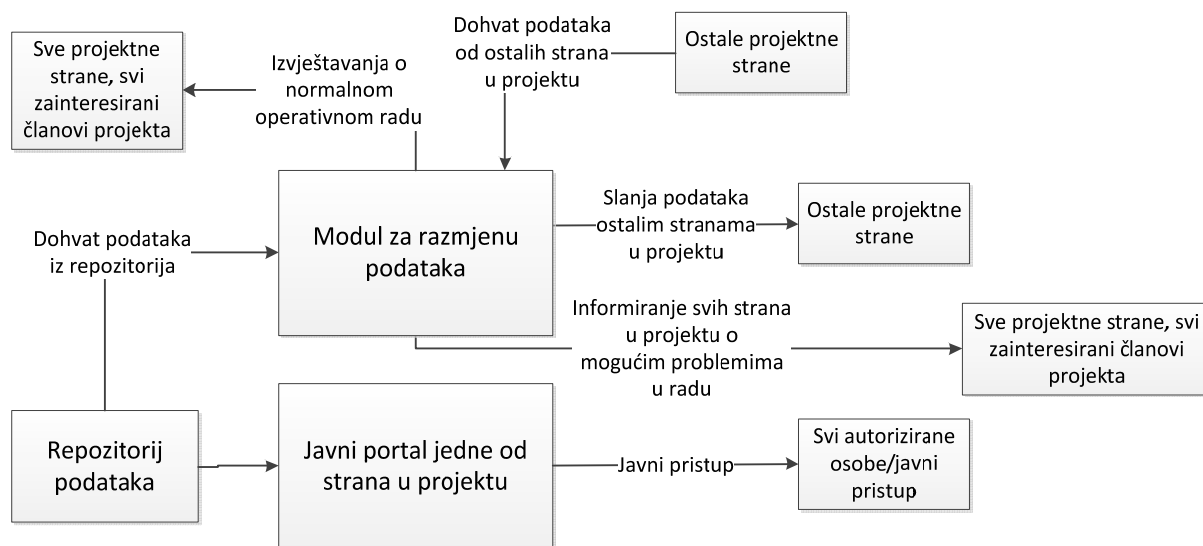 Sve projektne
strane, svi
zainteresirani
članovi projekta
Izvještavanja o
normalnom
operativnom radu
Dohvat podataka
od ostalih strana
u projektu
Ostale projektne
strane
Dohvat podataka
iz repozitorija
Modul za razmjenu
podataka
Slanja podataka
ostalim stranama
u projektu
Ostale projektne
strane
Informiranje svih strana
u projektu o
mogućim problemima
u radu
Sve projektne strane, svi
zainteresirani članovi
projekta
Repozitorij
podataka
Javni portal jedne od
strana u projektu
Javni pristup
Svi autorizirane
osobe/javni
pristup